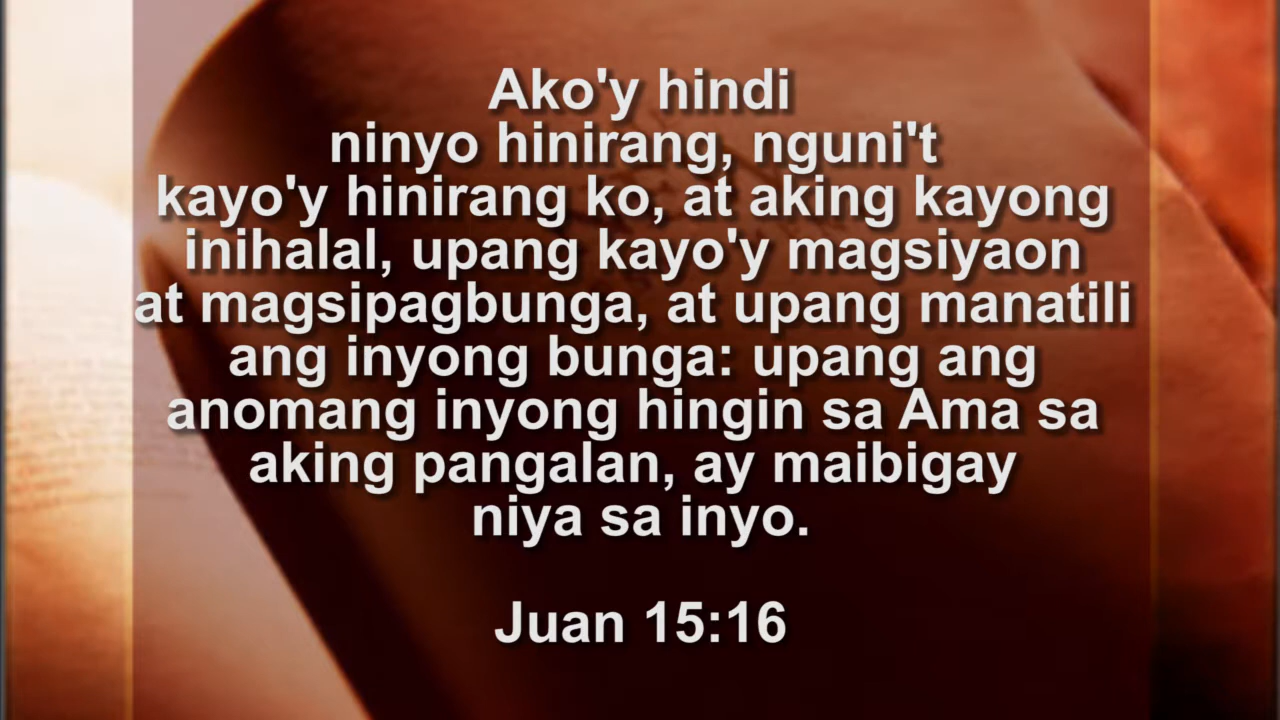 Ako'y hindi
ninyo hinirang, nguni't
kayo'y hinirang ko, at aking kayong
inihalal, upang kayo'y magsiyaon
at magsipagbunga, at upang manatili
ang inyong bunga: upang ang
anomang inyong hingin sa Ama sa
aking pangalan, ay maibigay
niya sa inyo.
Juan 15:16